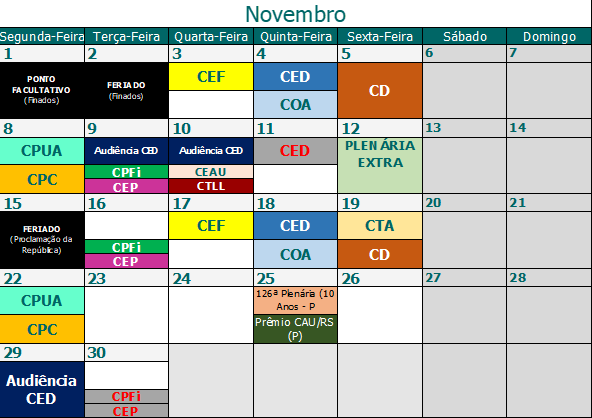 Novembro
Segunda-Feira Terça-Feira Quarta-Feira Quinta-Feira Sexta-Feira Sábado Domingo
1 2 3 4 5 6 7
PONTO
FACULTATIVO
(Finados)
FERIADO
(Finados)
CEF
CED
COA
CD
8 9 10 11 12 13 14
CPUA
CPC
Audiência CED
CPFi
CEP
Audiência CED
CEAU
CTLL
CED
PLENÁRIA
EXTRA
15 16 17 18 19 20 21
FERIADO
(Proclamação da
República)
CPFi
CEP
CEF
CED
COA
CTA
CD
22 23 24 25 26 27 28
CPUA
CPC
126ª Plenária (10
Anos - P
Prêmio CAU/RS
(P)
29 30
Audiência
CED
CPFi
CEP